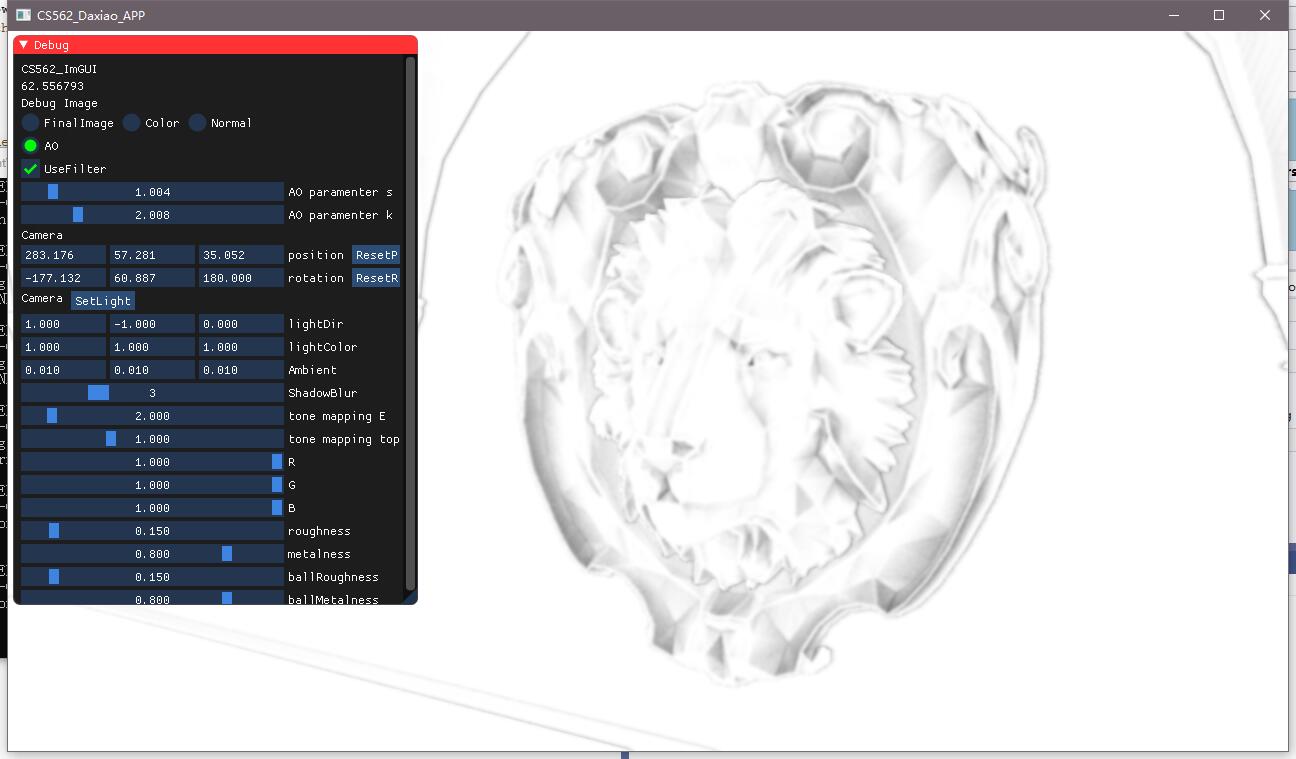 CS562_Daxiao_APP
Debug
CS562_ImGUI
62.556793
Debug Image
FinalImage Color Normal
AO
UseFilter
1.004 AO paramenter s
2.008 AO paramenter k
Camera
283.176 57.281 35.052 position ResetP
-177.132 60.887 180.000 rotation ResetR
Camera SetLight
1.000 -1.000 0.000 lightDir
1.000 1.000 1.000 lightColor
0.010 0.010 0.010 Ambient
3 ShadowBlur
2.000 tone mapping E
1.000 tone mapping top
1.000 R
1.000 G
1.000 B
0.150 roughness
0.800 metalness
0.150 ballRoughness
0.800 ballMetalness